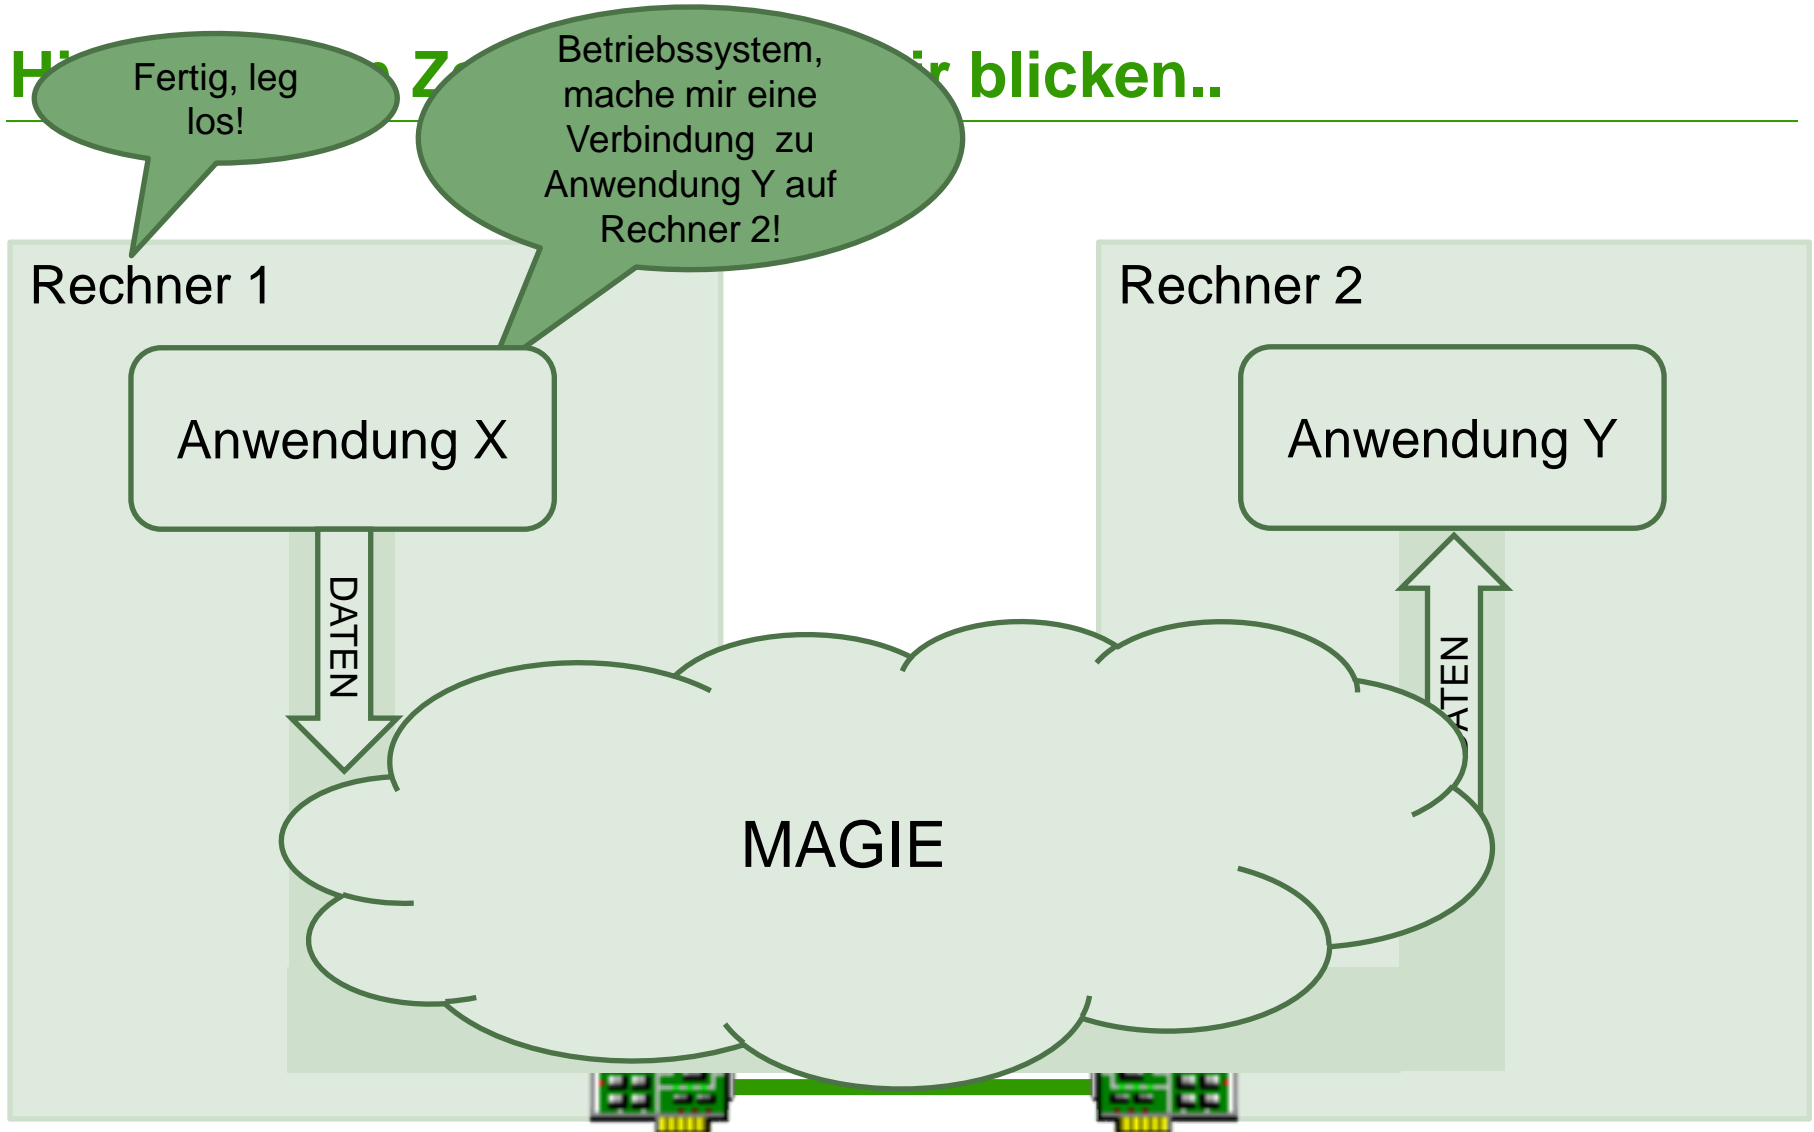 blicken..
Fertig, leg
los!
Betriebssystem,
mache mir eine
Verbindung zu
Anwendung Y auf
Rechner 2!
Rechner 1
Rechner 2
Anwendung X
Anwendung Y
DATEN
MAGIE